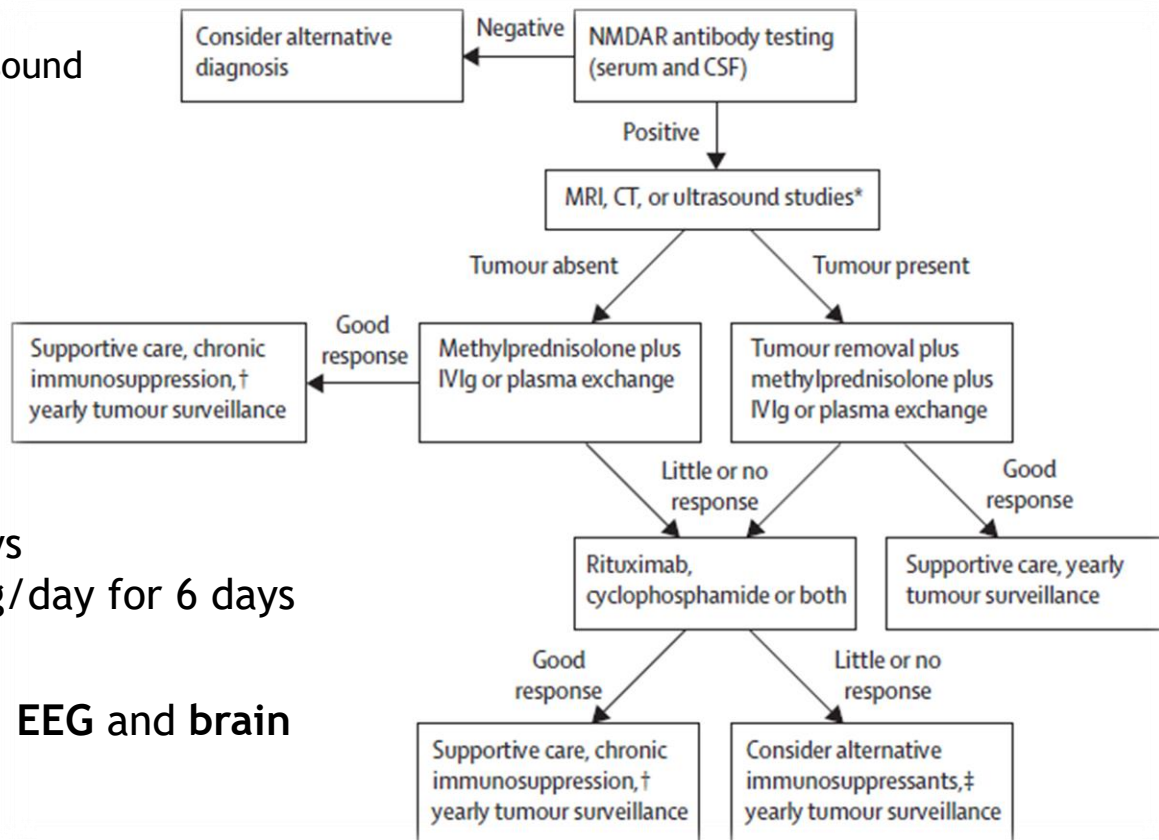 ound
Consider alternative
diagnosis
Negative
NMDAR antibody testing
(serum and CSF)
Positive
MRI, CT, or ultrasound studies*
Tumour absent
Tumour present
Supportive care, chronic
immunosuppression,†
yearly tumour surveillance
Good
response
Methylprednisolone plus
IVIg or plasma exchange
Tumour removal plus
methylprednisolone plus
IVIg or plasma exchange
Little or no
response
Good
response
Rituximab,
cyclophosphamide or both
Supportive care, yearly
tumour surveillance
/day for 6 days
Good
response
Little or no
response
EEG and brain
Supportive care, chronic
immunosuppression,†
yearly tumour surveillance
Consider alternative
immunosuppressants,‡
yearly tumour surveillance